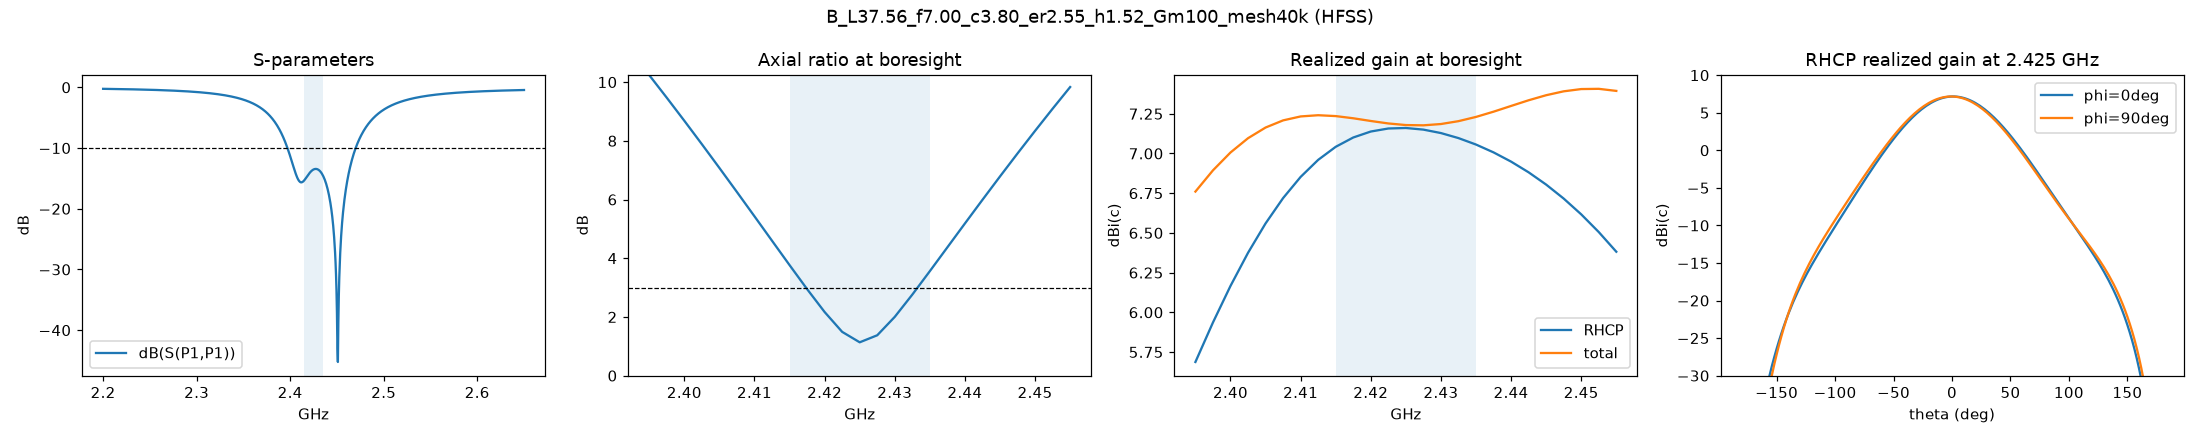 B_L37.56_f7.00_c3.80_er2.55_h1.52_Gm100_mesh40k (HFSS)
S-parameters
0
−10
−20
−30
−40
dB
2.2 2.3 2.4 2.5 2.6
GHz
dB(S(P1,P1))
Axial ratio at boresight
10
8
6
4
2
0
dB
2.40 2.41 2.42 2.43 2.44 2.45
GHz
Realized gain at boresight
7.25
7.00
6.75
6.50
6.25
6.00
5.75
dBi(c)
2.40 2.41 2.42 2.43 2.44 2.45
GHz
RHCP
total
RHCP realized gain at 2.425 GHz
10
5
0
−5
−10
−15
−20
−25
−30
dBi(c)
−150 −100 −50 0 50 100 150
theta (deg)
phi=0deg
phi=90deg